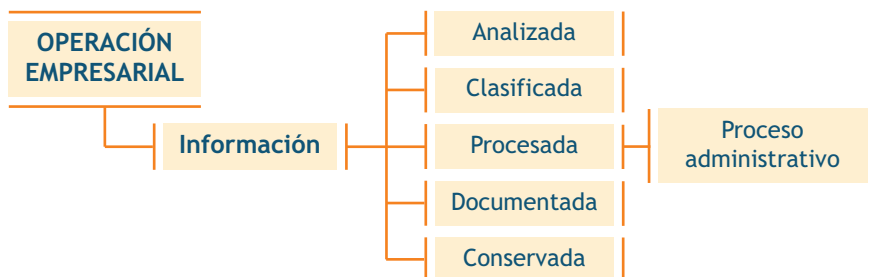 OPERACIÓN
EMPRESARIAL
Información
Analizada
Clasificada
Procesada
Documentada
Conservada
Proceso
administrativo